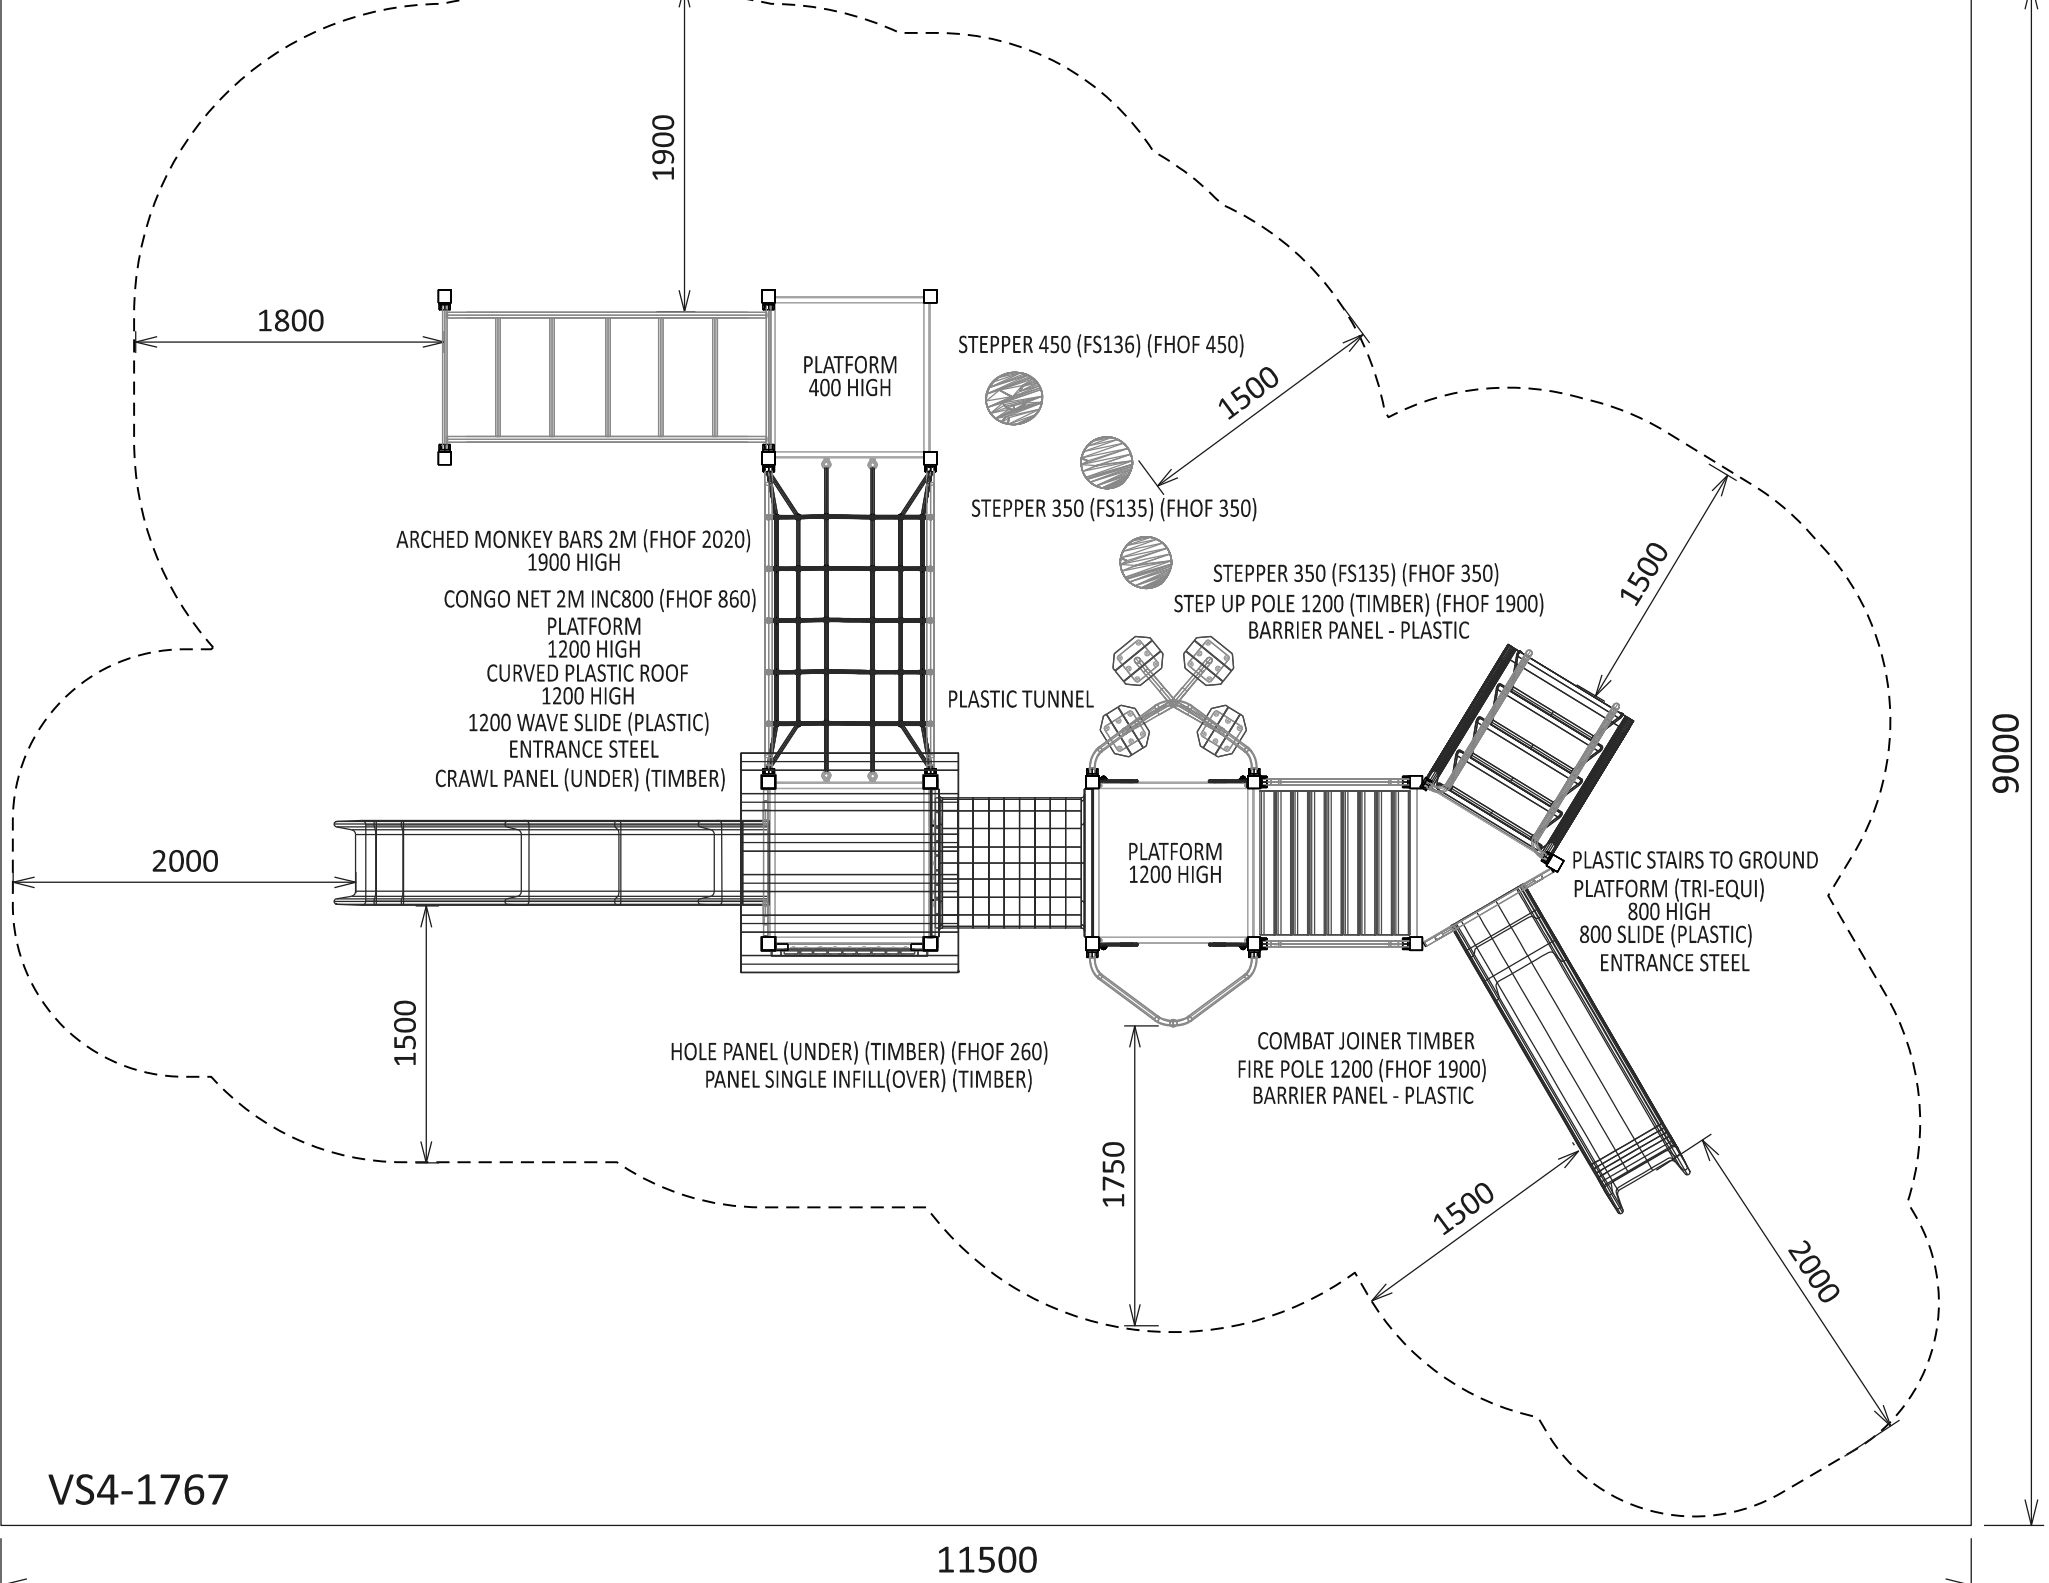 1900
1800
PLATFORM
400 HIGH
STEPPER 450 (FS136) (FHOF 450)
1500
STEPPER 350 (FS135) (FHOF 350)
1500
ARCHED MONKEY BARS 2M (FHOF 2020)
1900 HIGH
CONGO NET 2M INC800 (FHOF 860)
PLATFORM
1200 HIGH
CURVED PLASTIC ROOF
1200 HIGH
1200 WAVE SLIDE (PLASTIC)
ENTRANCE STEEL
CRAWL PANEL (UNDER) (TIMBER)
STEPPER 350 (FS135) (FHOF 350)
STEP UP POLE 1200 (TIMBER) (FHOF 1900)
BARRIER PANEL - PLASTIC
PLASTIC TUNNEL
9000
2000
PLATFORM
1200 HIGH
PLASTIC STAIRS TO GROUND
PLATFORM (TRI-EQUI)
800 HIGH
800 SLIDE (PLASTIC)
ENTRANCE STEEL
1500
HOLE PANEL (UNDER) (TIMBER) (FHOF 260)
PANEL SINGLE INFILL(OVER) (TIMBER)
COMBAT JOINER TIMBER
FIRE POLE 1200 (FHOF 1900)
BARRIER PANEL - PLASTIC
1750
1500
2000
VS4-1767
11500